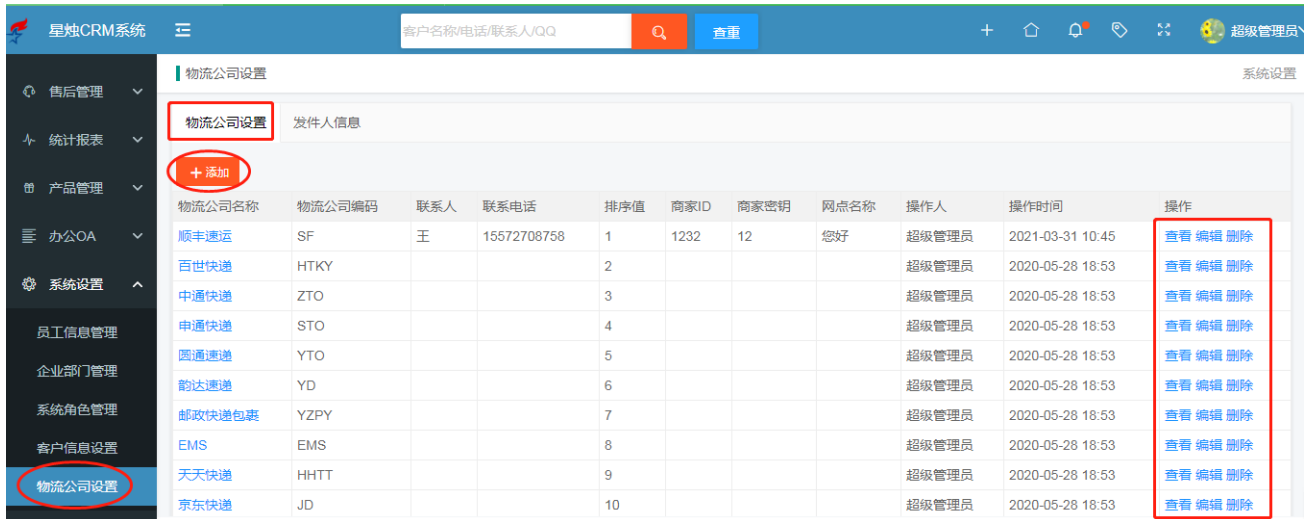 星烛CRM系统
客户名称/电话/联系人/QQ
查重
超级管理员
售后管理
统计报表
产品管理
办公OA
系统设置
员工信息管理
企业部门管理
系统角色管理
客户信息设置
物流公司设置
物流公司设置 系统设置
物流公司设置 发件人信息
+添加
物流公司名称 物流公司编码 联系人 联系电话 排序值 商家ID 商家密钥 网点名称 操作人 操作时间 操作
顺丰速运 SF 王 15572708758 1 1232 12 您好 超级管理员 2021-03-31 10:45 查看 编辑 删除
百世快递 HTKY 2 超级管理员 2020-05-28 18:53 查看 编辑 删除
中通快递 ZTO 3 超级管理员 2020-05-28 18:53 查看 编辑 删除
申通快递 STO 4 超级管理员 2020-05-28 18:53 查看 编辑 删除
圆通速递 YTO 5 超级管理员 2020-05-28 18:53 查看 编辑 删除
韵达速递 YD 6 超级管理员 2020-05-28 18:53 查看 编辑 删除
邮政快递包裹 YZPY 7 超级管理员 2020-05-28 18:53 查看 编辑 删除
EMS EMS 8 超级管理员 2020-05-28 18:53 查看 编辑 删除
天天快递 HHTT 9 超级管理员 2020-05-28 18:53 查看 编辑 删除
京东快递 JD 10 超级管理员 2020-05-28 18:53 查看 编辑 删除